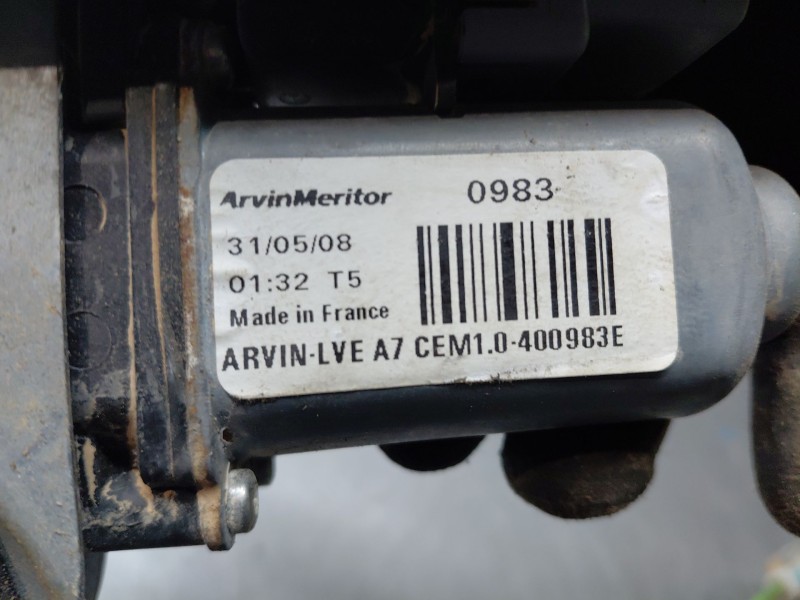 ArvinMeritor 0983
31/05/08
01:32 T5
Made in France
ARVIN-LVE A7 CEM1.0-400983E